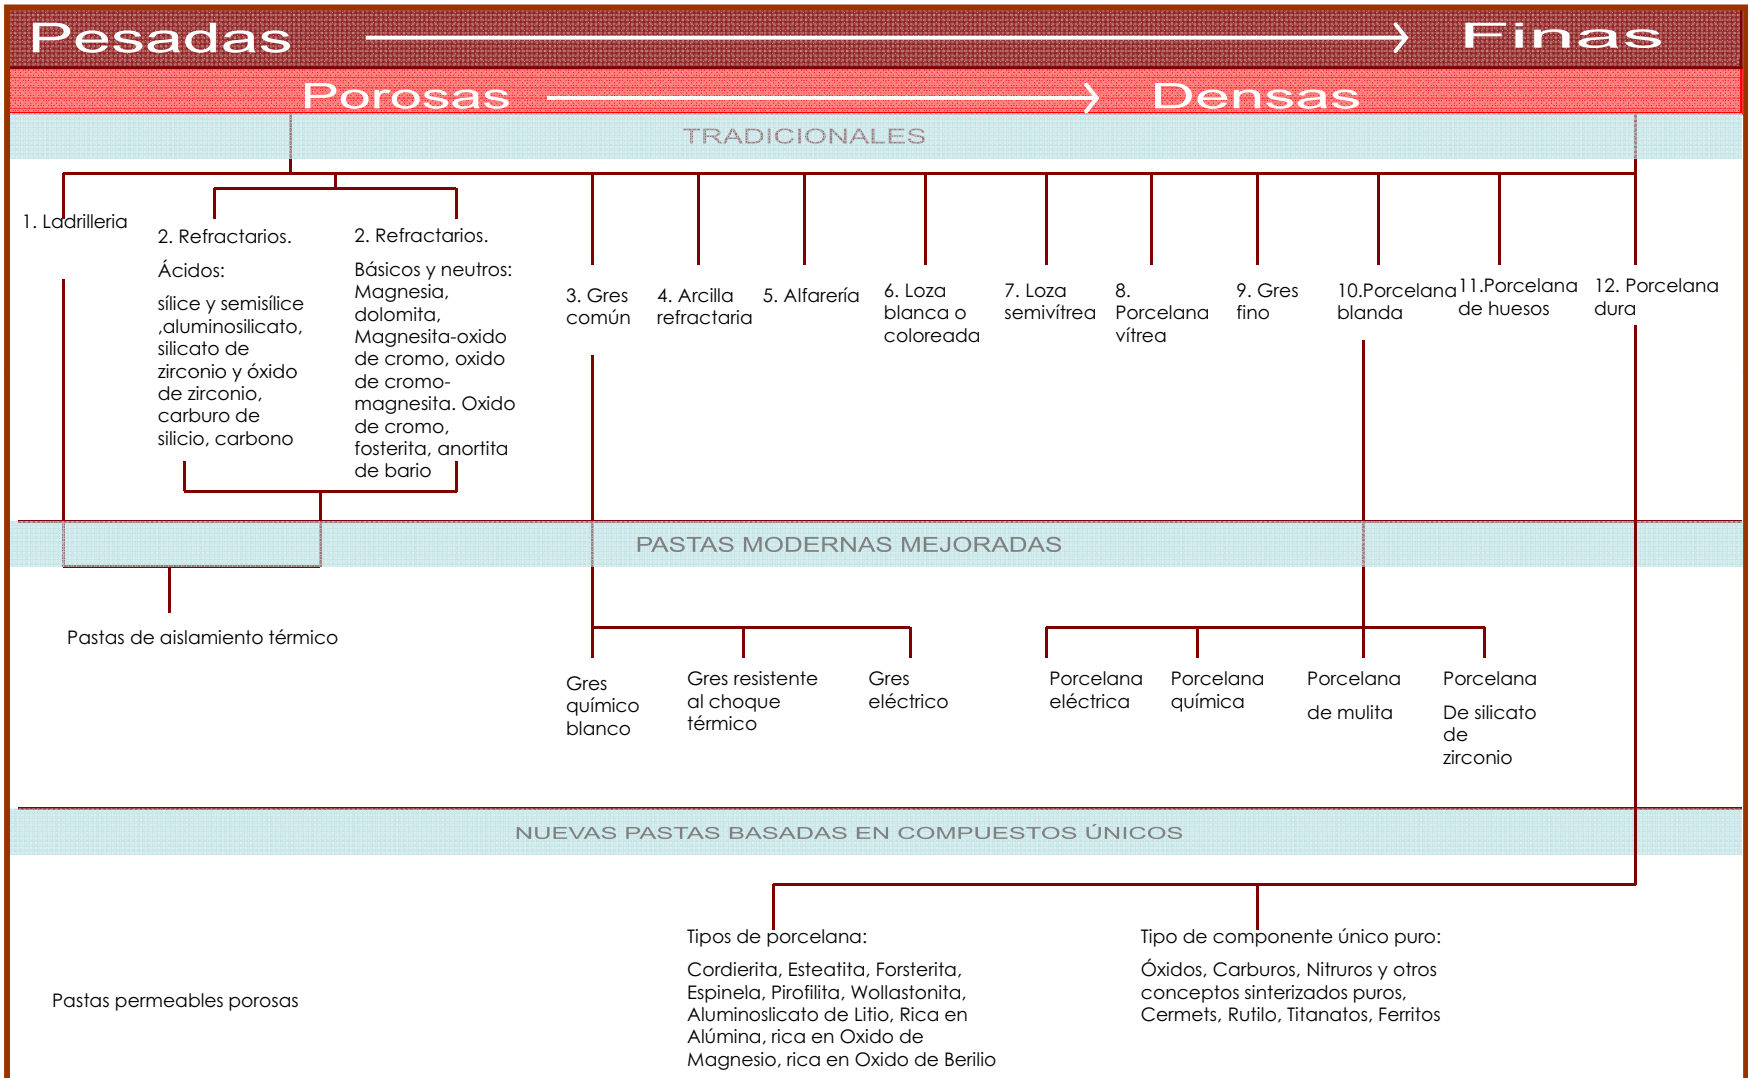 Pesadas
Finas
Porosas
Densas
TRADICIONALES
1. Ladrilleria
2. Refractarios.
Ácidos:
sílice y semisílice
,aluminosilicato,
silicato de
zirconio y óxido
de zirconio,
carburo de
silicio, carbono
2. Refractarios.
Básicos y neutros:
Magnesia,
dolomita,
Magnesita-oxido
de cromo, oxido
de cromo-
magnesita. Oxido
de cromo,
fosterita, anortita
de bario
3. Gres
común
4. Arcilla
refractaria
5. Alfarería
6. Loza
blanca o
coloreada
7. Loza
semivítrea
8.
Porcelana
vítrea
9. Gres
fino
10.Porcelana
blanda
11.Porcelana
de huesos
12. Porcelana
dura
PASTAS MODERNAS MEJORADAS
Pastas de aislamiento térmico
Gres
químico
blanco
Gres resistente
al choque
térmico
Gres
eléctrico
Porcelana
eléctrica
Porcelana
química
Porcelana
de mulita
Porcelana
De silicato
de
zirconio
NUEVAS PASTAS BASADAS EN COMPUESTOS ÚNICOS
Pastas permeables porosas
Tipos de porcelana:
Cordierita, Esteatita, Forsterita,
Espinela, Pirofilita, Wollastonita,
Aluminoslicato de Litio, Rica en
Alúmina, rica en Oxido de
Magnesio, rica en Oxido de Berilio
Tipo de componente único puro:
Óxidos, Carburos, Nitruros y otros
conceptos sinterizados puros,
Cermets, Rutilo, Titanatos, Ferritos